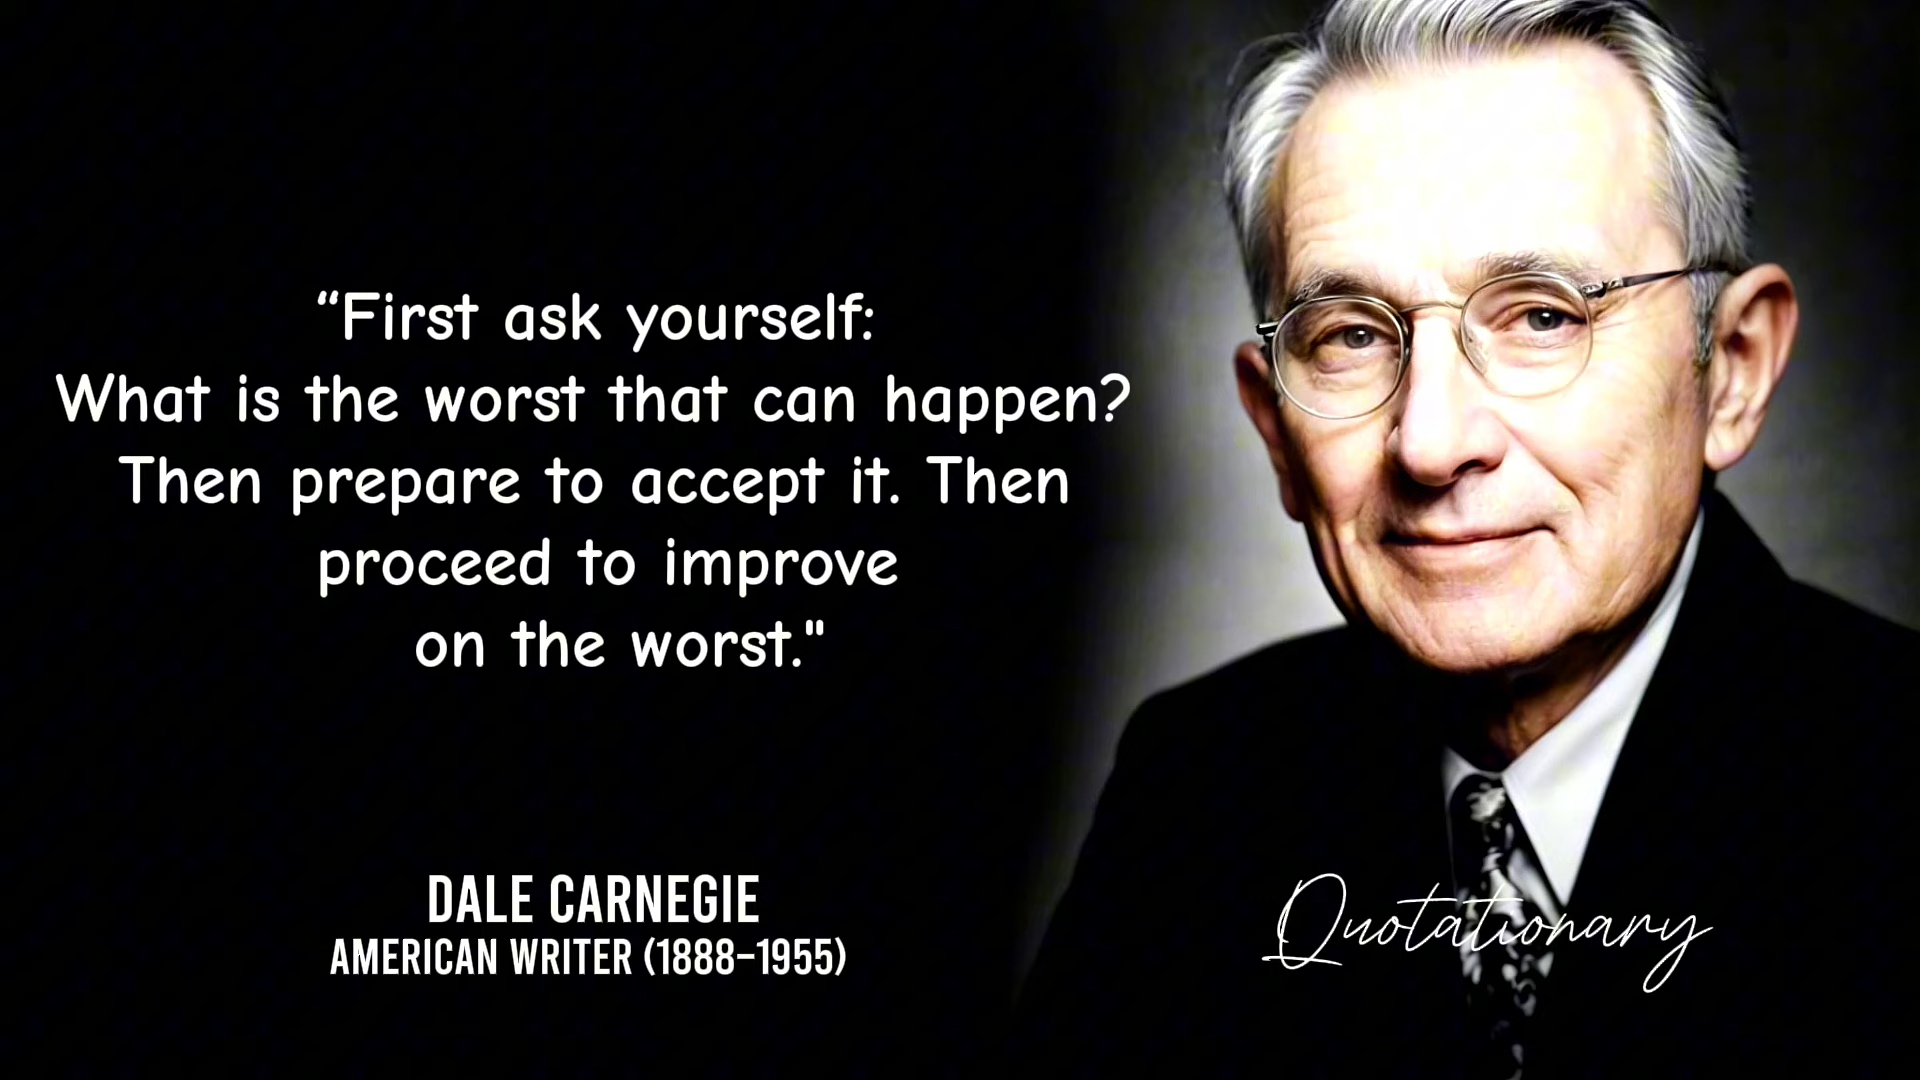 “First ask yourself:
What is the worst that can happen?
Then prepare to accept it. Then
proceed to improve
on the worst."
DALE CARNEGIE
AMERICAN WRITER (1888–1955)
Quotationary